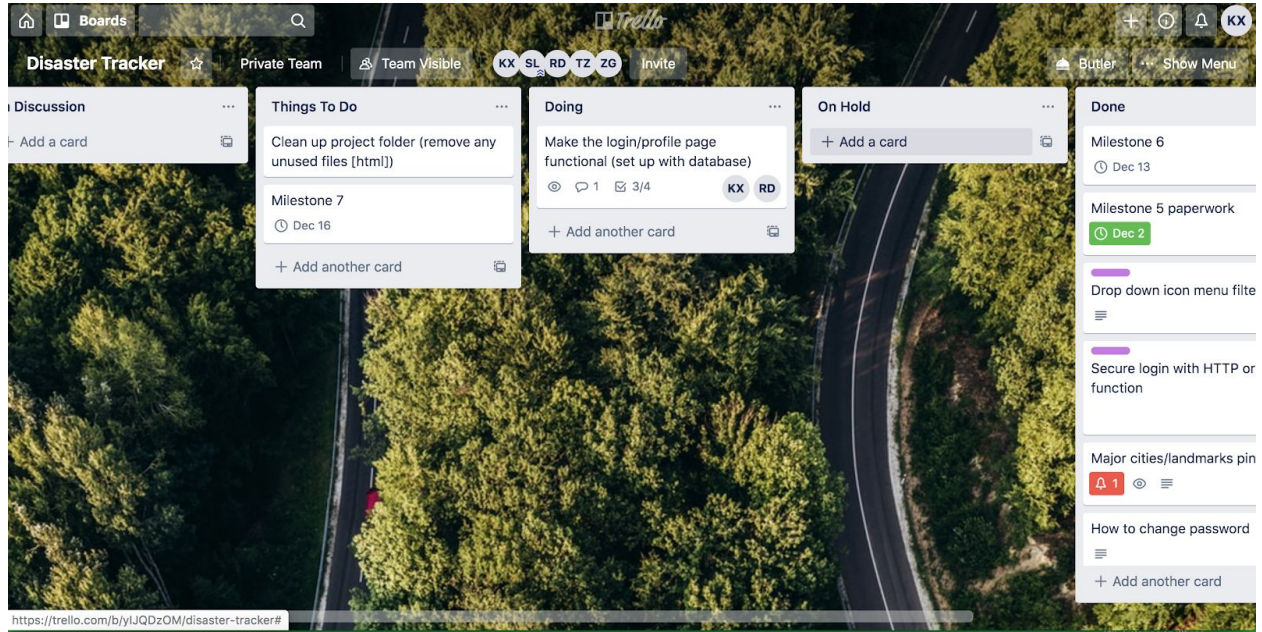 Boards
Trello
KX
Disaster Tracker
Private Team
Team Visible
KX SL RD TZ ZG
Invite
Butler
Show Menu
Discussion
+ Add a card
Things To Do
Clean up project folder (remove any
unused files [html])
Milestone 7
Dec 16
+ Add another card
Doing
Make the login/profile page
functional (set up with database)
1
3/4
KX RD
+ Add another card
On Hold
+ Add a card
Done
Milestone 6
Dec 13
Milestone 5 paperwork
Dec 2
Drop down icon menu filte
Secure login with HTTP or
function
Major cities/landmarks pin
1
How to change password
+ Add another card
https://trello.com/b/yIJQDzOM/disaster-tracker#